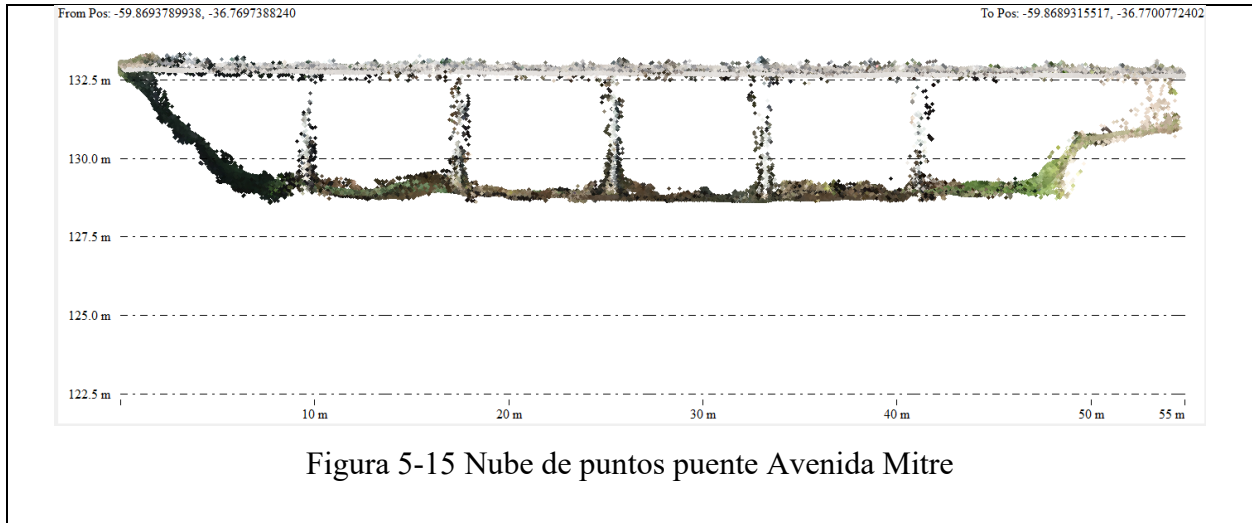 From Pos: -59.8693789938, -36.7697388240
To Pos: -59.8689315517, -36.7700772402
132.5 m
130.0 m
127.5 m
125.0 m
122.5 m
10 m
20 m
30 m
40 m
50 m
55 m
Figura 5-15 Nube de puntos puente Avenida Mitre